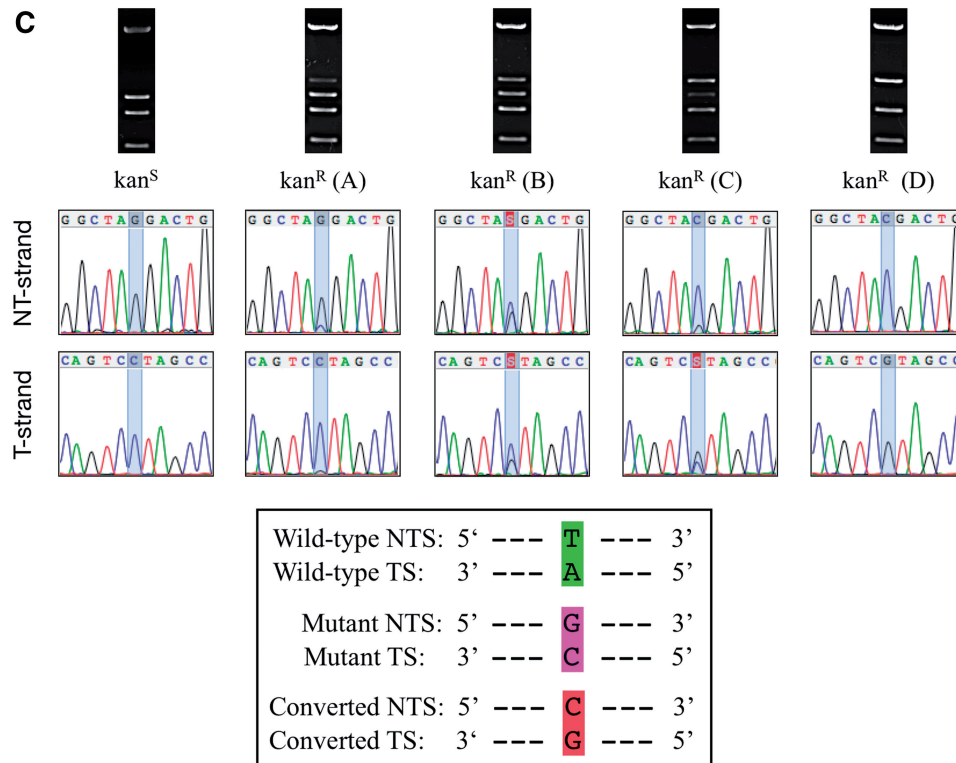 C
kanS kanR (A) kanR (B) kanR (C) kanR (D)
NT-strand
GGCTAGGACTG GGCTAGGACTG GGCTASGACTG GGCTACGACTG GGCTACGACTG
T-strand
CAGTCCTAGCC CAGTCCTAGCC CAGTCSTAGCC CAGTCSTAGCC CAGTCGTAGCC
Wild-type NTS: 5‘ --- T --- 3’
Wild-type TS: 3’ --- A --- 5’
Mutant NTS: 5’ --- G --- 3’
Mutant TS: 3’ --- C --- 5’
Converted NTS: 5’ --- C --- 3’
Converted TS: 3‘ --- G --- 5’